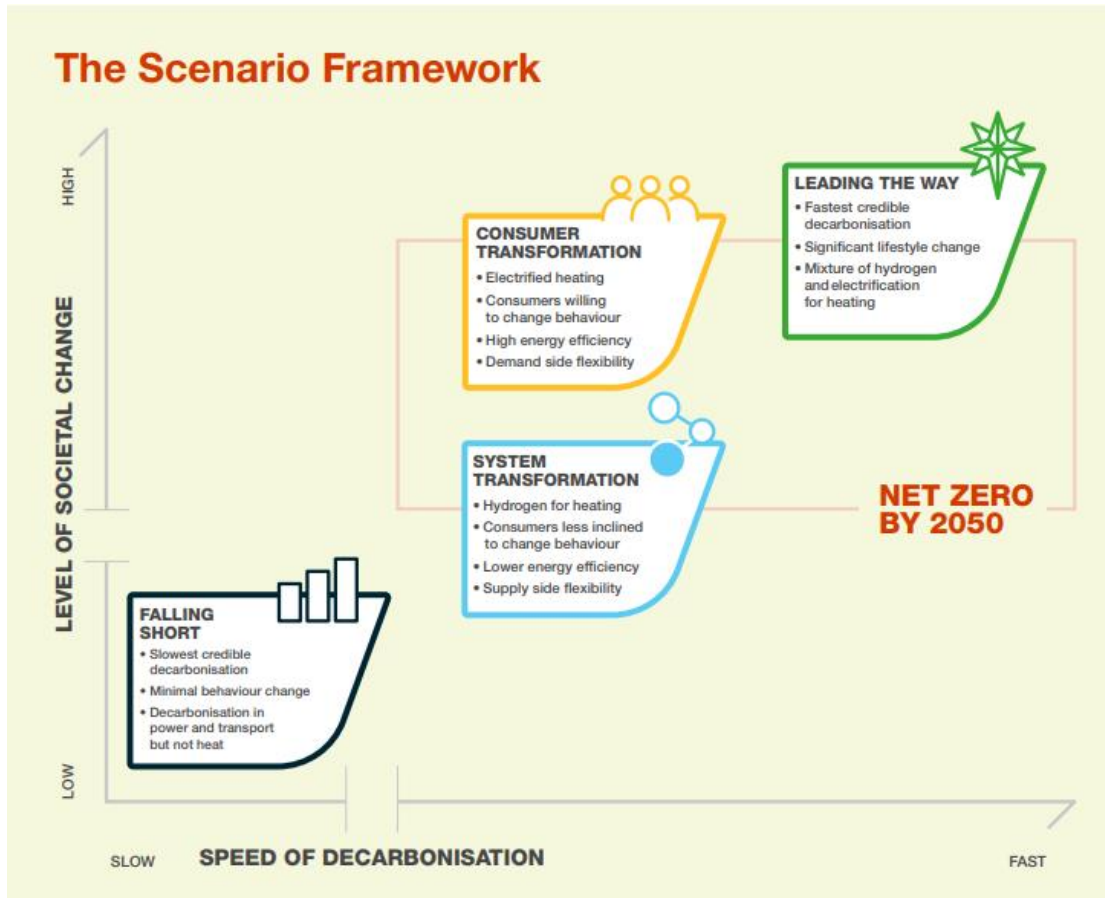 The Scenario Framework
HIGH
LEVEL OF SOCIETAL CHANGE
LOW
LEADING THE WAY
• Fastest credible
decarbonisation
• Significant lifestyle change
• Mixture of hydrogen
and electrification
for heating
CONSUMER
TRANSFORMATION
• Electrified heating
• Consumers willing
to change behaviour
• High energy efficiency
• Demand side flexibility
SYSTEM
TRANSFORMATION
• Hydrogen for heating
• Consumers less inclined
to change behaviour
• Lower energy efficiency
• Supply side flexibility
NET ZERO
BY 2050
FALLING
SHORT
• Slowest credible
decarbonisation
• Minimal behaviour change
• Decarbonisation in
power and transport
but not heat
SLOW
SPEED OF DECARBONISATION
FAST